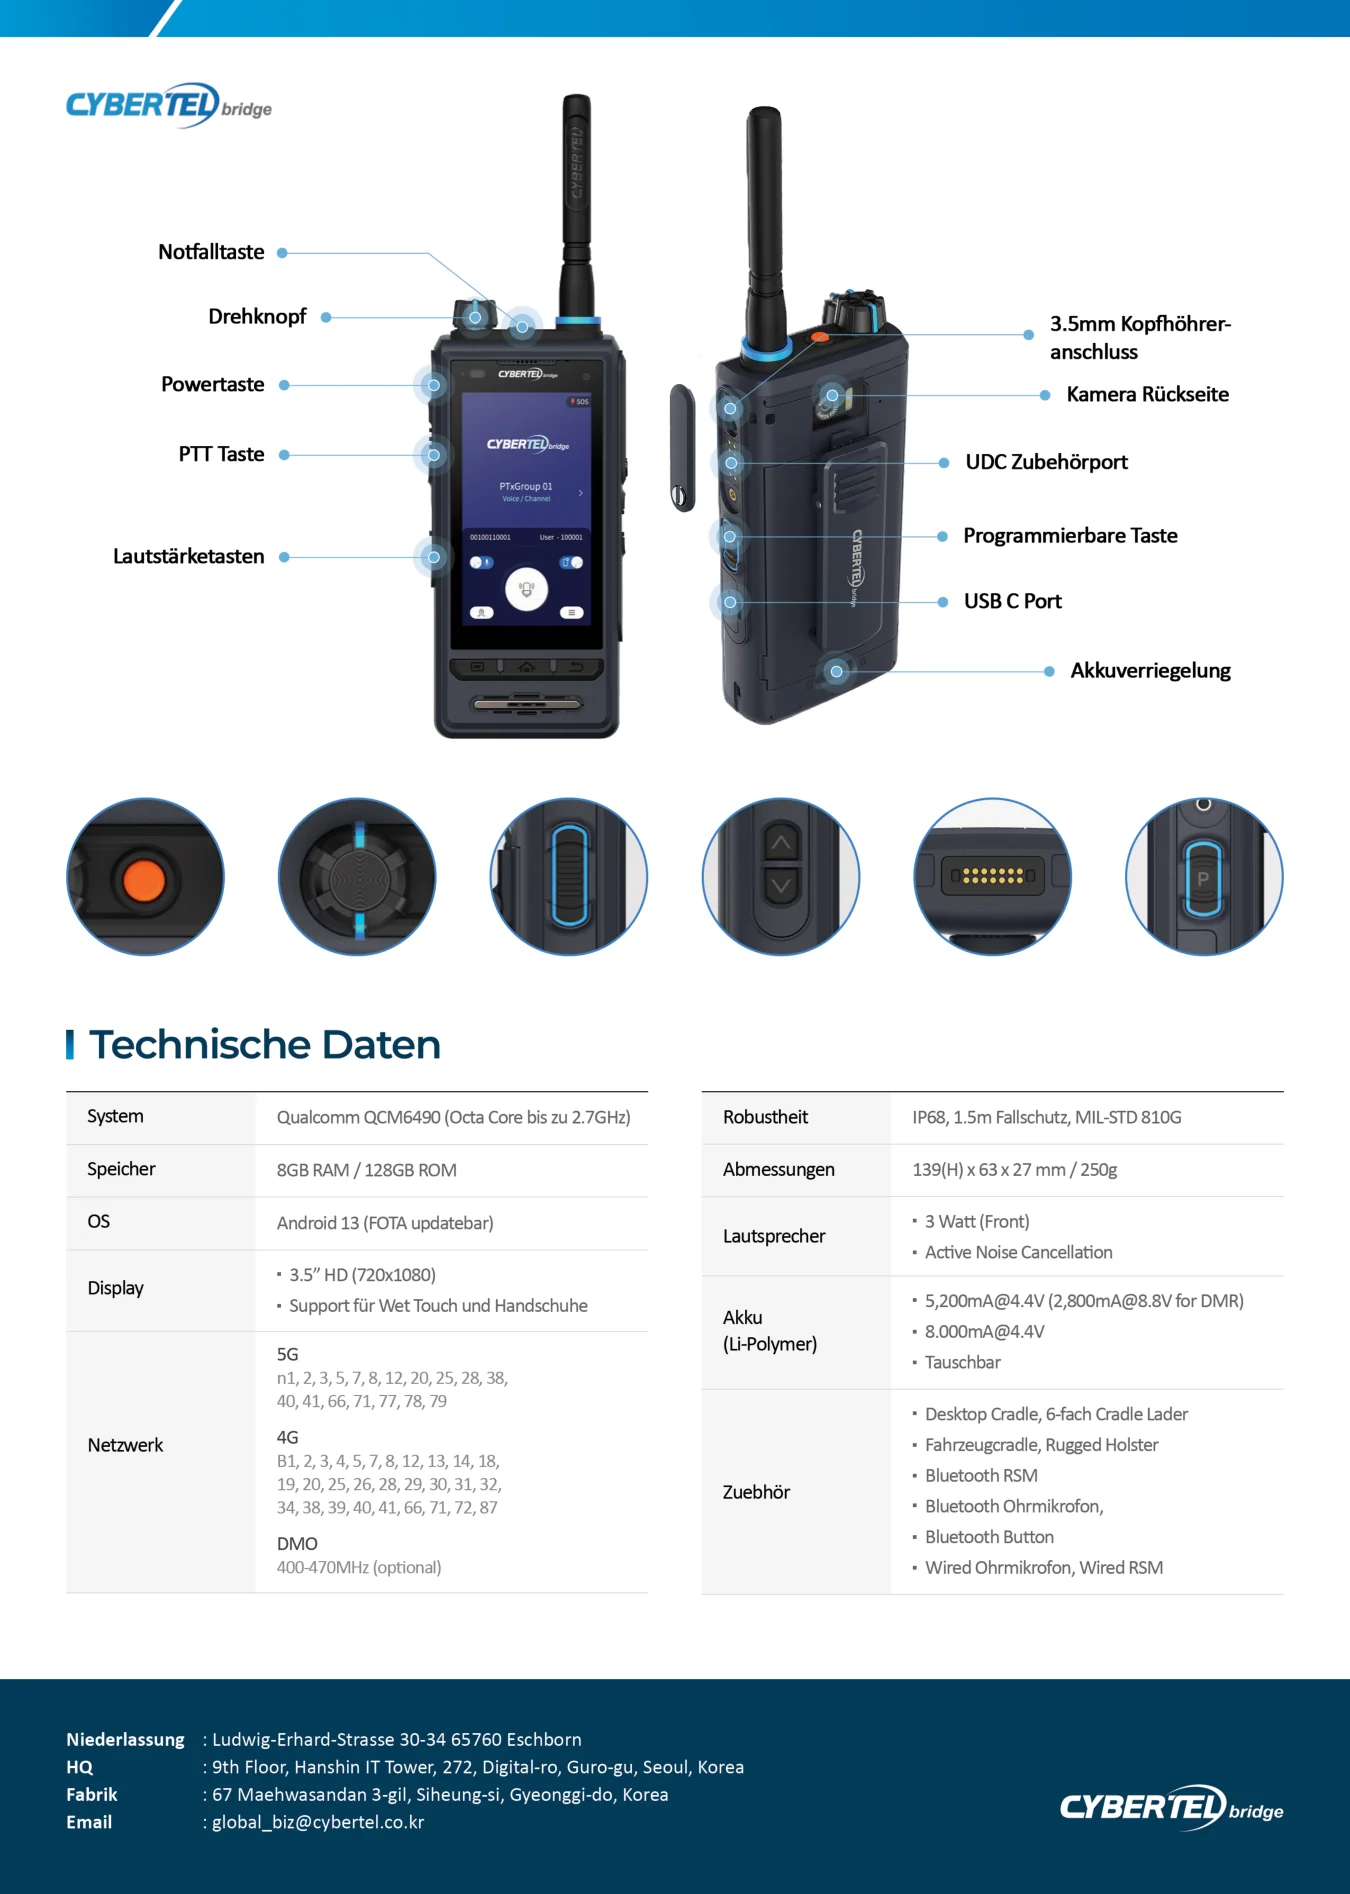 CYBERTEL bridge
CYBERTEL
Notfalltaste
Drehknopf
Powertaste
PTT Taste
Lautstärketasten
CYBERTEL bridge
SOS
CYBERTEL bridge
PTxGroup 01
Voice / Channel
00100110001 User - 100001
3.5mm Kopfhöhrer-
anschluss
Kamera Rückseite
UDC Zubehörport
Programmierbare Taste
USB C Port
Akkuverriegelung
CYBERTEL bridge
P
Technische Daten
System
Qualcomm QCM6490 (Octa Core bis zu 2.7GHz)
Speicher
8GB RAM / 128GB ROM
OS
Android 13 (FOTA updatebar)
Display
▪ 3.5” HD (720x1080)
▪ Support für Wet Touch und Handschuhe
Netzwerk
5G
n1, 2, 3, 5, 7, 8, 12, 20, 25, 28, 38,
40, 41, 66, 71, 77, 78, 79
4G
B1, 2, 3, 4, 5, 7, 8, 12, 13, 14, 18,
19, 20, 25, 26, 28, 29, 30, 31, 32,
34, 38, 39, 40, 41, 66, 71, 72, 87
DMO
400-470MHz (optional)
Robustheit
IP68, 1.5m Fallschutz, MIL-STD 810G
Abmessungen
139(H) x 63 x 27 mm / 250g
Lautsprecher
▪ 3 Watt (Front)
▪ Active Noise Cancellation
Akku
(Li-Polymer)
▪ 5,200mA@4.4V (2,800mA@8.8V for DMR)
▪ 8.000mA@4.4V
▪ Tauschbar
Zuebhör
▪ Desktop Cradle, 6-fach Cradle Lader
▪ Fahrzeugcradle, Rugged Holster
▪ Bluetooth RSM
▪ Bluetooth Ohrmikrofon,
▪ Bluetooth Button
▪ Wired Ohrmikrofon, Wired RSM
Niederlassung : Ludwig-Erhard-Strasse 30-34 65760 Eschborn
HQ : 9th Floor, Hanshin IT Tower, 272, Digital-ro, Guro-gu, Seoul, Korea
Fabrik : 67 Maehwasandan 3-gil, Siheung-si, Gyeonggi-do, Korea
Email : global_biz@cybertel.co.kr
CYBERTEL bridge